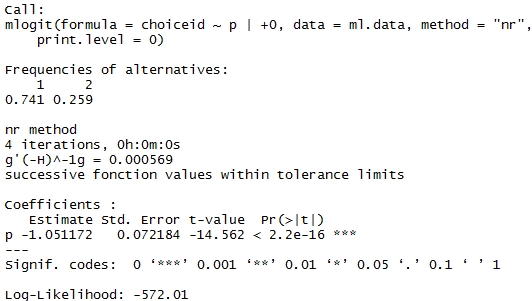 Call:
mlogit(formula = choiceid ~ p | +0, data = ml.data, method = "nr",
    print.level = 0)

Frequencies of alternatives:
    1     2
0.741 0.259

nr method
4 iterations, 0h:0m:0s
g'(-H)^-1g = 0.000569
successive fonction values within tolerance limits

Coefficients :
   Estimate Std. Error t-value  Pr(>|t|)
p -1.051172   0.072184 -14.562 < 2.2e-16 ***
---
Signif. codes:  0 ‘***’ 0.001 ‘**’ 0.01 ‘*’ 0.05 ‘.’ 0.1 ‘ ’ 1

Log-Likelihood: -572.01